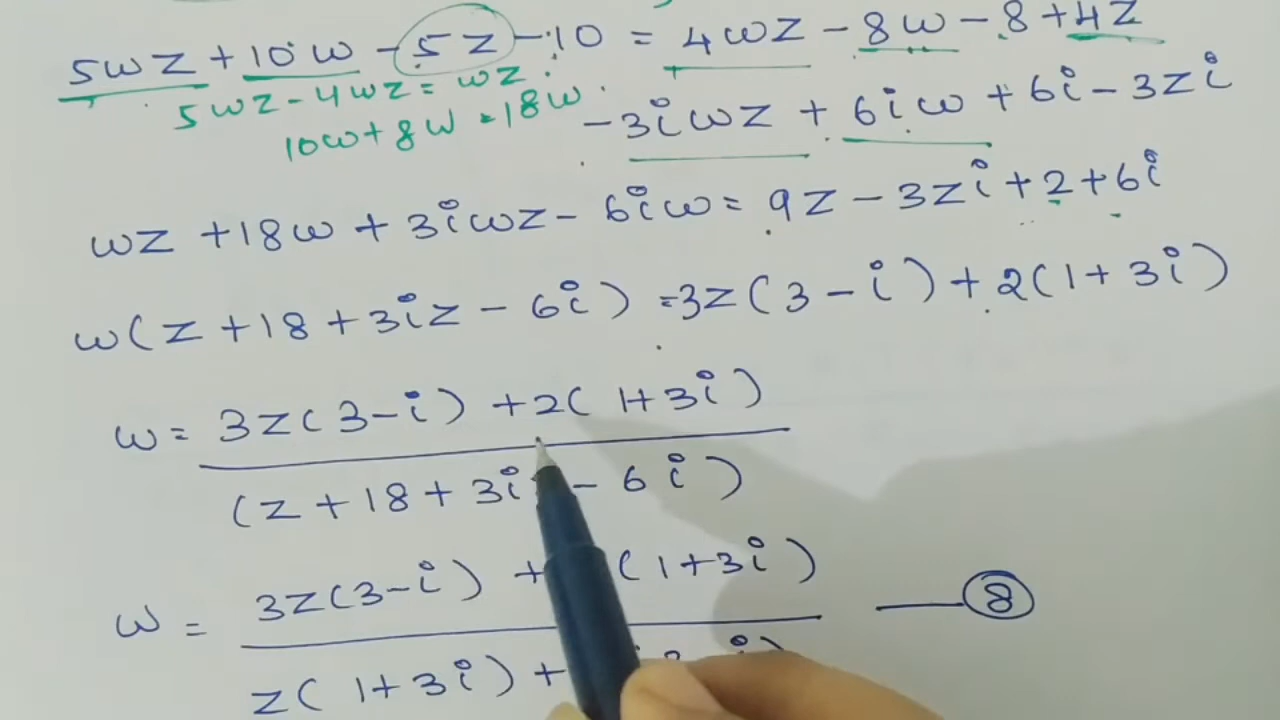 5wz + 10w - 5z - 10 = 4wz - 8w - 8 + 4z
5wz - 4wz = wz
- 3iwz + 6iw + 6i - 3zi
10w + 8w = 18w
wz + 18w + 3iwz - 6iw = 9z - 3zi + 2 + 6i
w(z + 18 + 3iz - 6i) = 3z(3 - i) + 2(1 + 3i)
w = 3z(3 - i) + 2(1 + 3i)
(z + 18 + 3i - 6i)
w = 3z(3 - i) + (1 + 3i) — 8
z(1 + 3i) +